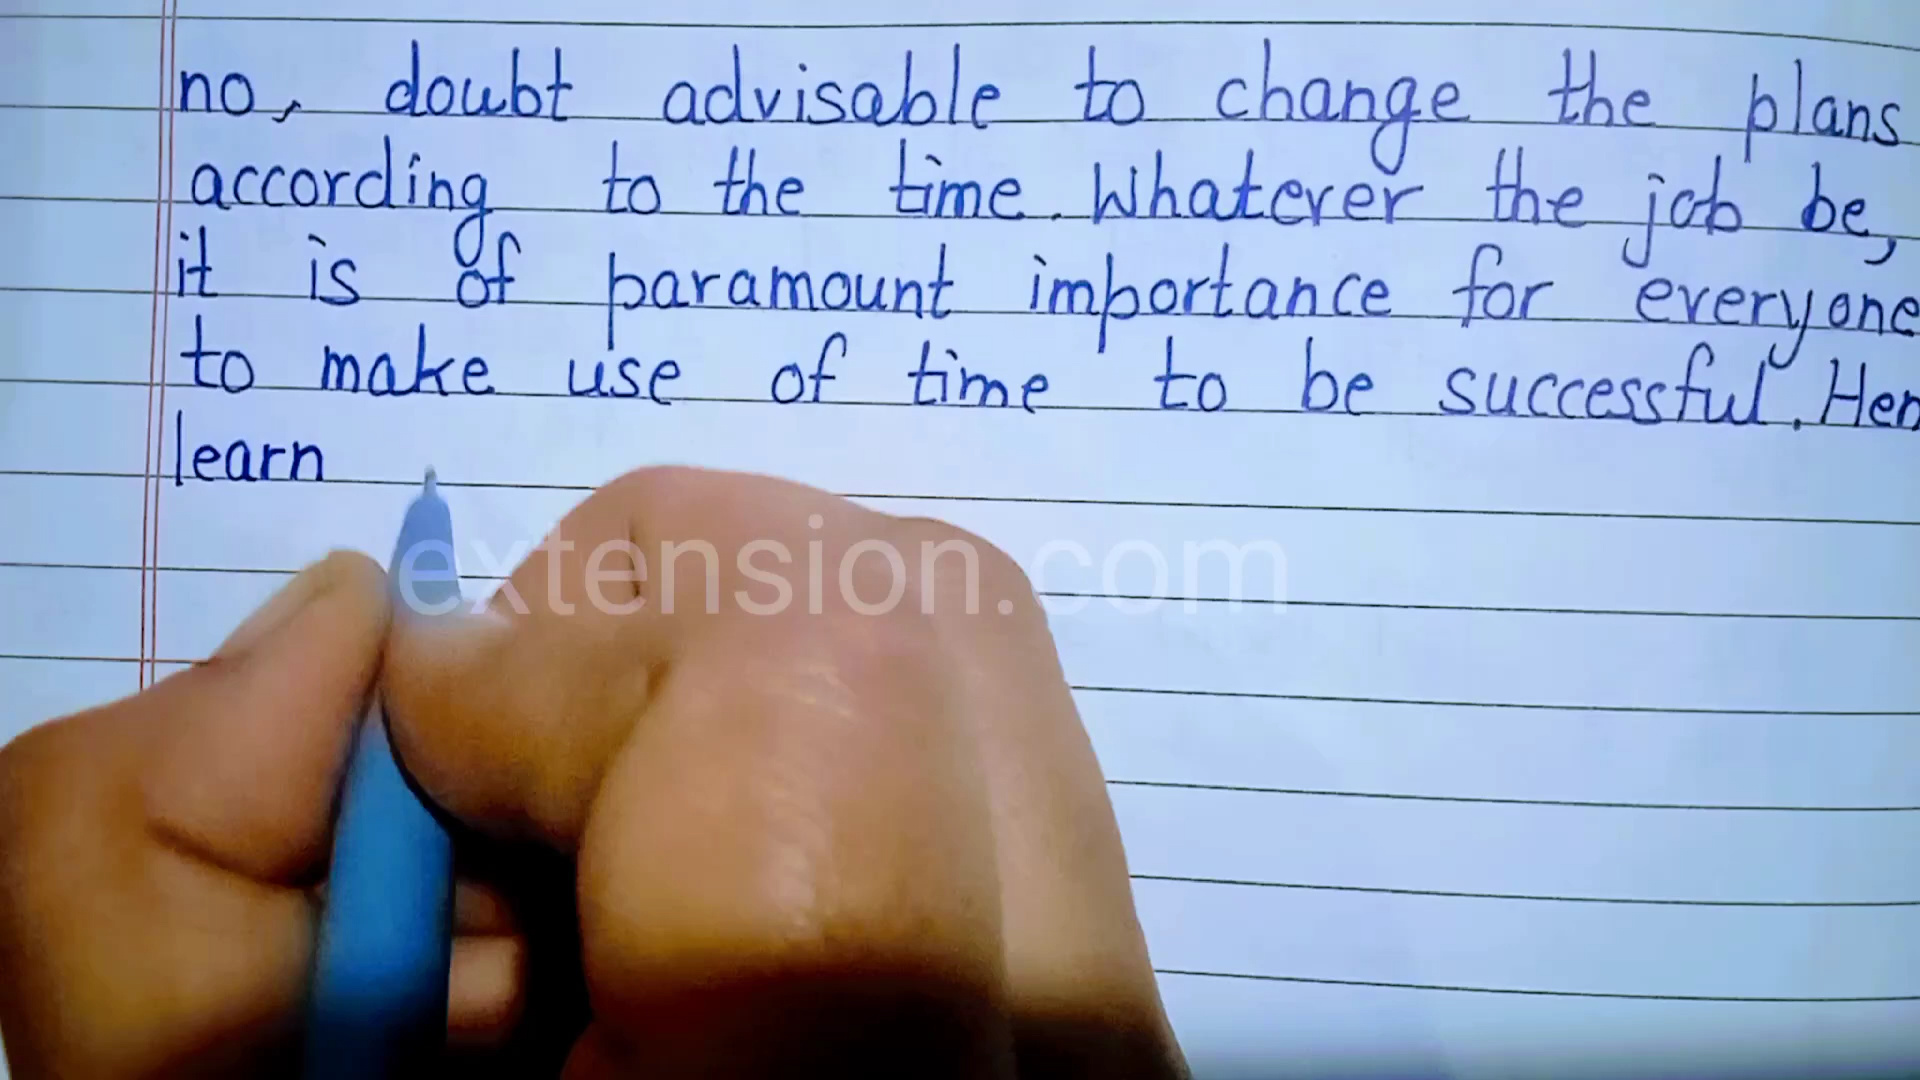 no, doubt advisable to change the plans
according to the time. Whatever the job be,
it is of paramount importance for everyone
to make use of time to be successful. Hen
learn
extension.com